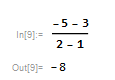 In[9]:= -5 - 3
2 - 1
Out[9]= -8